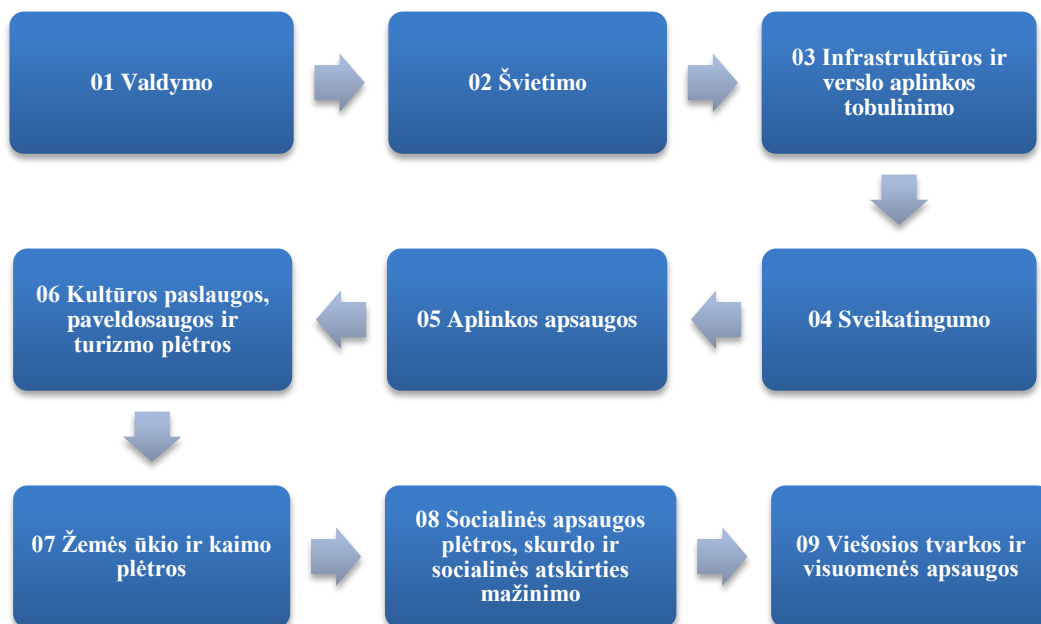 01 Valdymo
02 Švietimo
03 Infrastruktūros ir
verslo aplinkos
tobulinimo
04 Sveikatingumo
05 Aplinkos apsaugos
06 Kultūros paslaugos,
paveldosaugos ir
turizmo plėtros
07 Žemės ūkio ir kaimo
plėtros
08 Socialinės apsaugos
plėtros, skurdo ir
socialinės atskirties
mažinimo
09 Viešosios tvarkos ir
visuomenės apsaugos